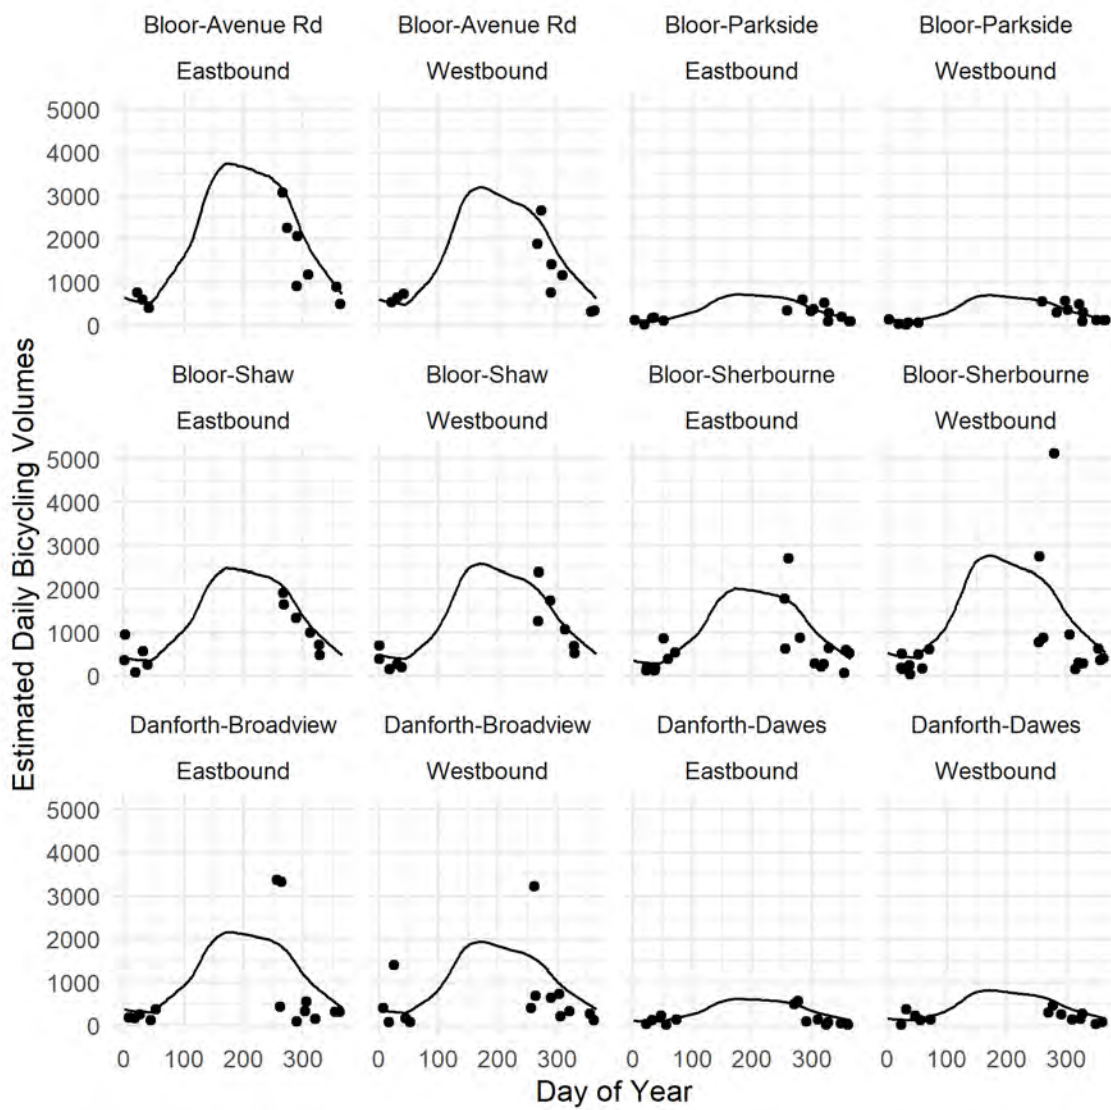 Bloor-Avenue Rd Bloor-Avenue Rd Bloor-Parkside Bloor-Parkside
Eastbound Westbound Eastbound Westbound
5000
4000
3000
2000
1000
0
Bloor-Shaw Bloor-Shaw Bloor-Sherbourne Bloor-Sherbourne
Eastbound Westbound Eastbound Westbound
5000
4000
3000
2000
1000
0
Danforth-Broadview Danforth-Broadview Danforth-Dawes Danforth-Dawes
Eastbound Westbound Eastbound Westbound
5000
4000
3000
2000
1000
0
0 100 200 300 0 100 200 300 0 100 200 300 0 100 200 300
Day of Year
Estimated Daily Bicycling Volumes